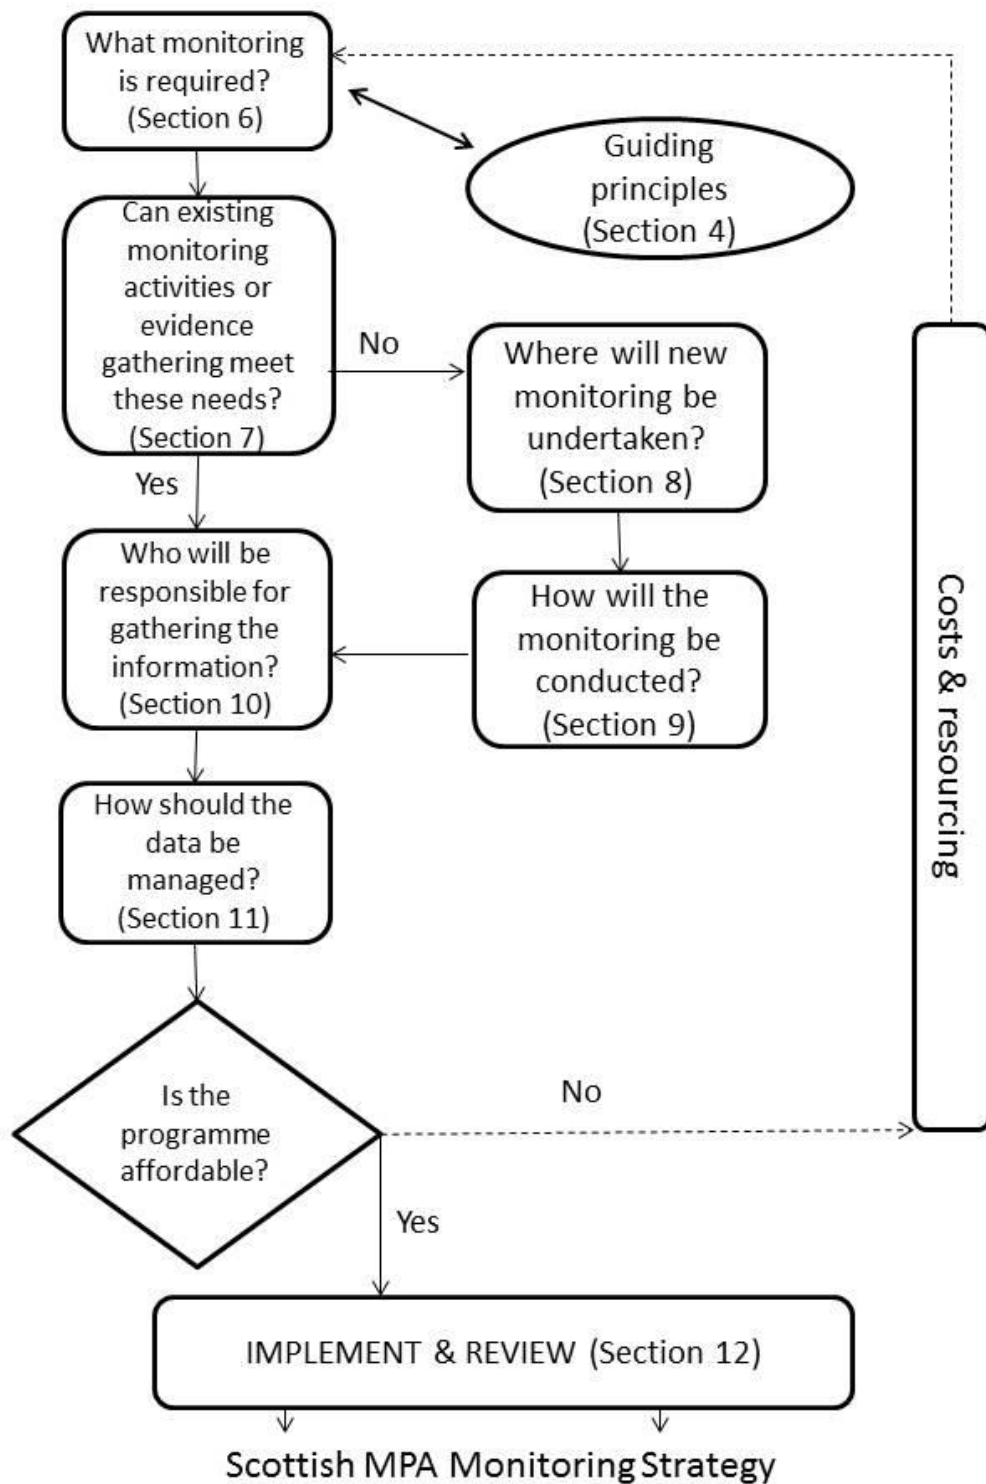 What monitoring
is required?
(Section 6)
Guiding
principles
(Section 4)
Can existing
monitoring
activities or
evidence
gathering meet
these needs?
(Section 7)
No
Where will new
monitoring be
undertaken?
(Section 8)
Yes
Who will be
responsible for
gathering the
information?
(Section 10)
How will the
monitoring be
conducted?
(Section 9)
Costs & resourcing
How should the
data be
managed?
(Section 11)
Is the
programme
affordable?
No
Yes
IMPLEMENT & REVIEW (Section 12)
Scottish MPA Monitoring Strategy